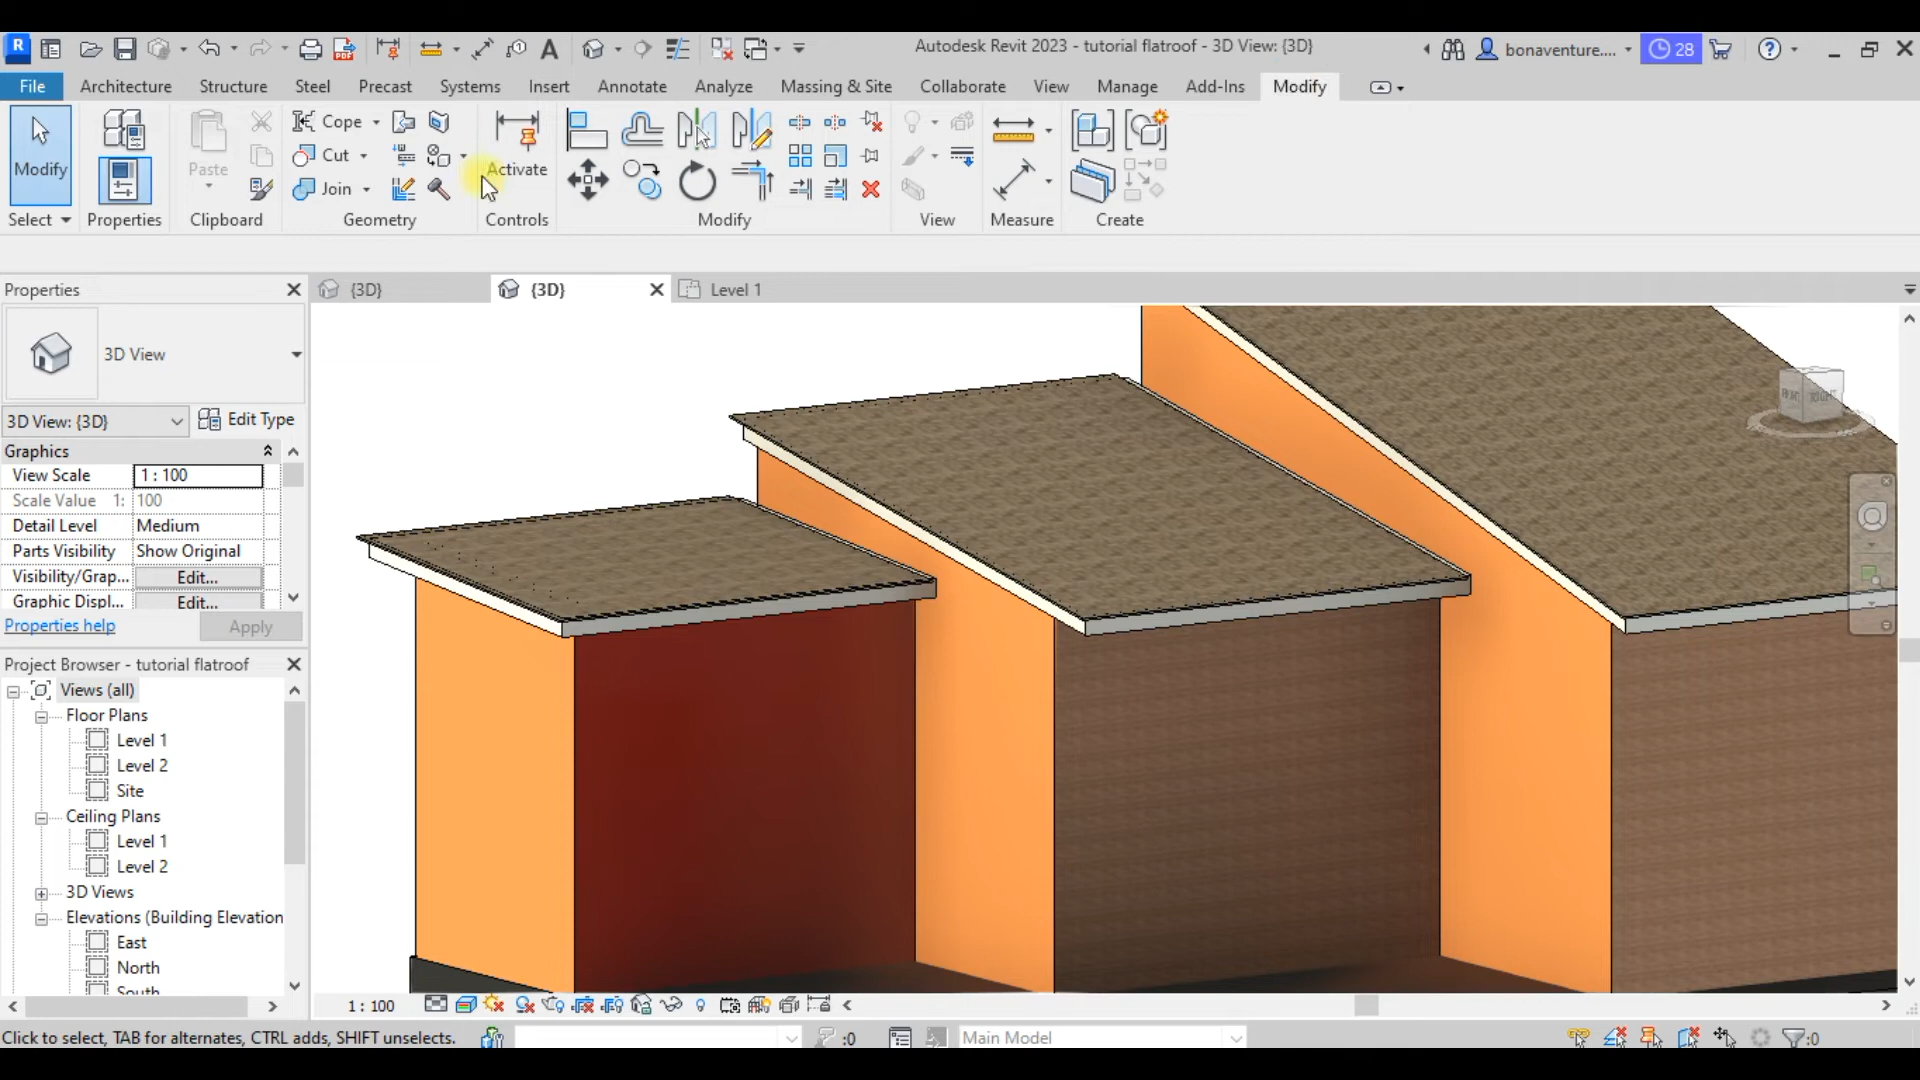 Autodesk Revit 2023 - tutorial flatroof - 3D View: {3D}
bonaventure.... 28
File Architecture Structure Steel Precast Systems Insert Annotate Analyze Massing & Site Collaborate View Manage Add-Ins Modify
Cope
Cut
Join
Modify Paste Activate
Select Properties Clipboard Geometry Controls Modify View Measure Create
Properties
{3D} {3D} Level 1
3D View
3D View: {3D} Edit Type
Graphics
View Scale 1 : 100
Scale Value 1: 100
Detail Level Medium
Parts Visibility Show Original
Visibility/Grap... Edit...
Graphic Displ... Edit...
Properties help Apply
Project Browser - tutorial flatroof
Views (all)
Floor Plans
Level 1
Level 2
Site
Ceiling Plans
Level 1
Level 2
3D Views
Elevations (Building Elevation
East
North
South
1 : 100
Click to select, TAB for alternates, CTRL adds, SHIFT unselects.
:0
Main Model
:0